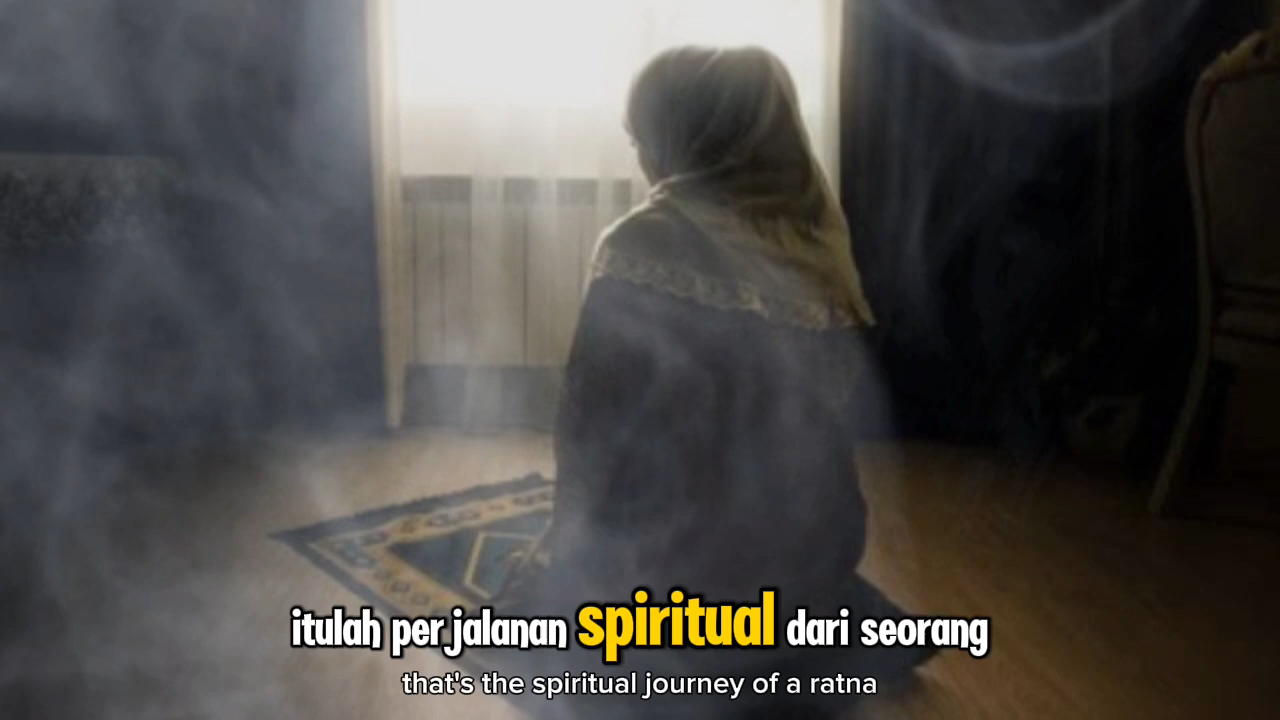 itulah perjalanan spiritual dari seorang
that's the spiritual journey of a ratna